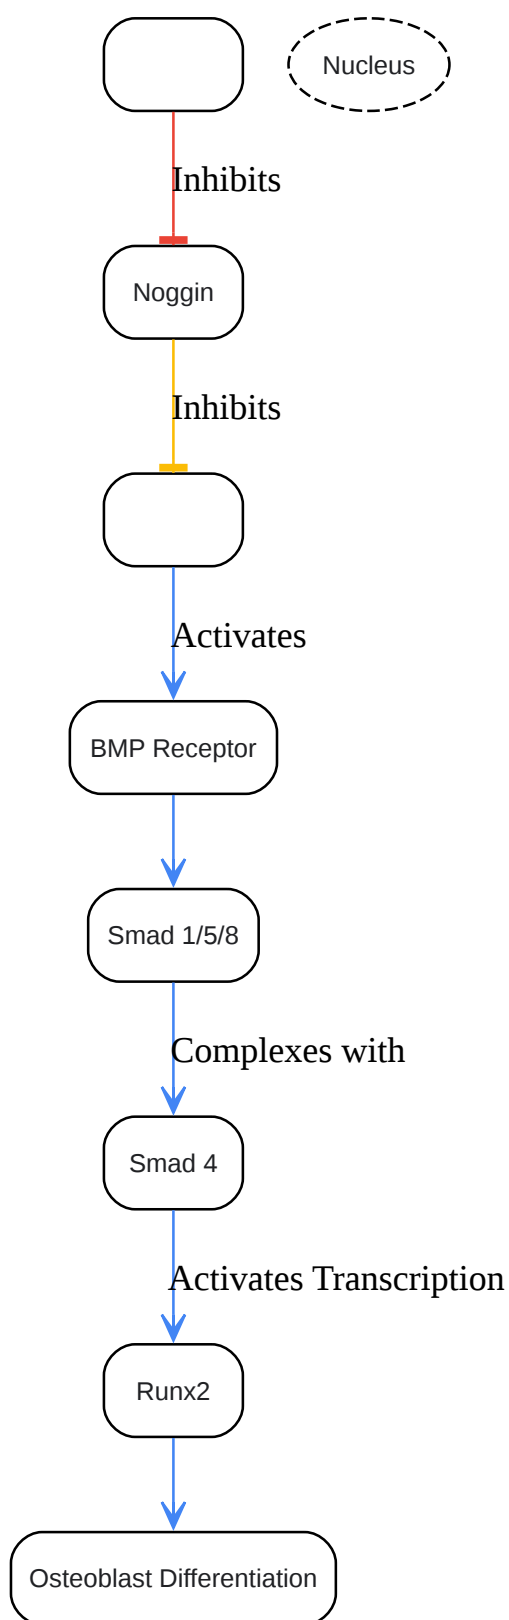 Nucleus
Inhibits
Noggin
Inhibits
Activates
BMP Receptor
Smad 1/5/8
Complexes with
Smad 4
Activates Transcription
Runx2
Osteoblast Differentiation